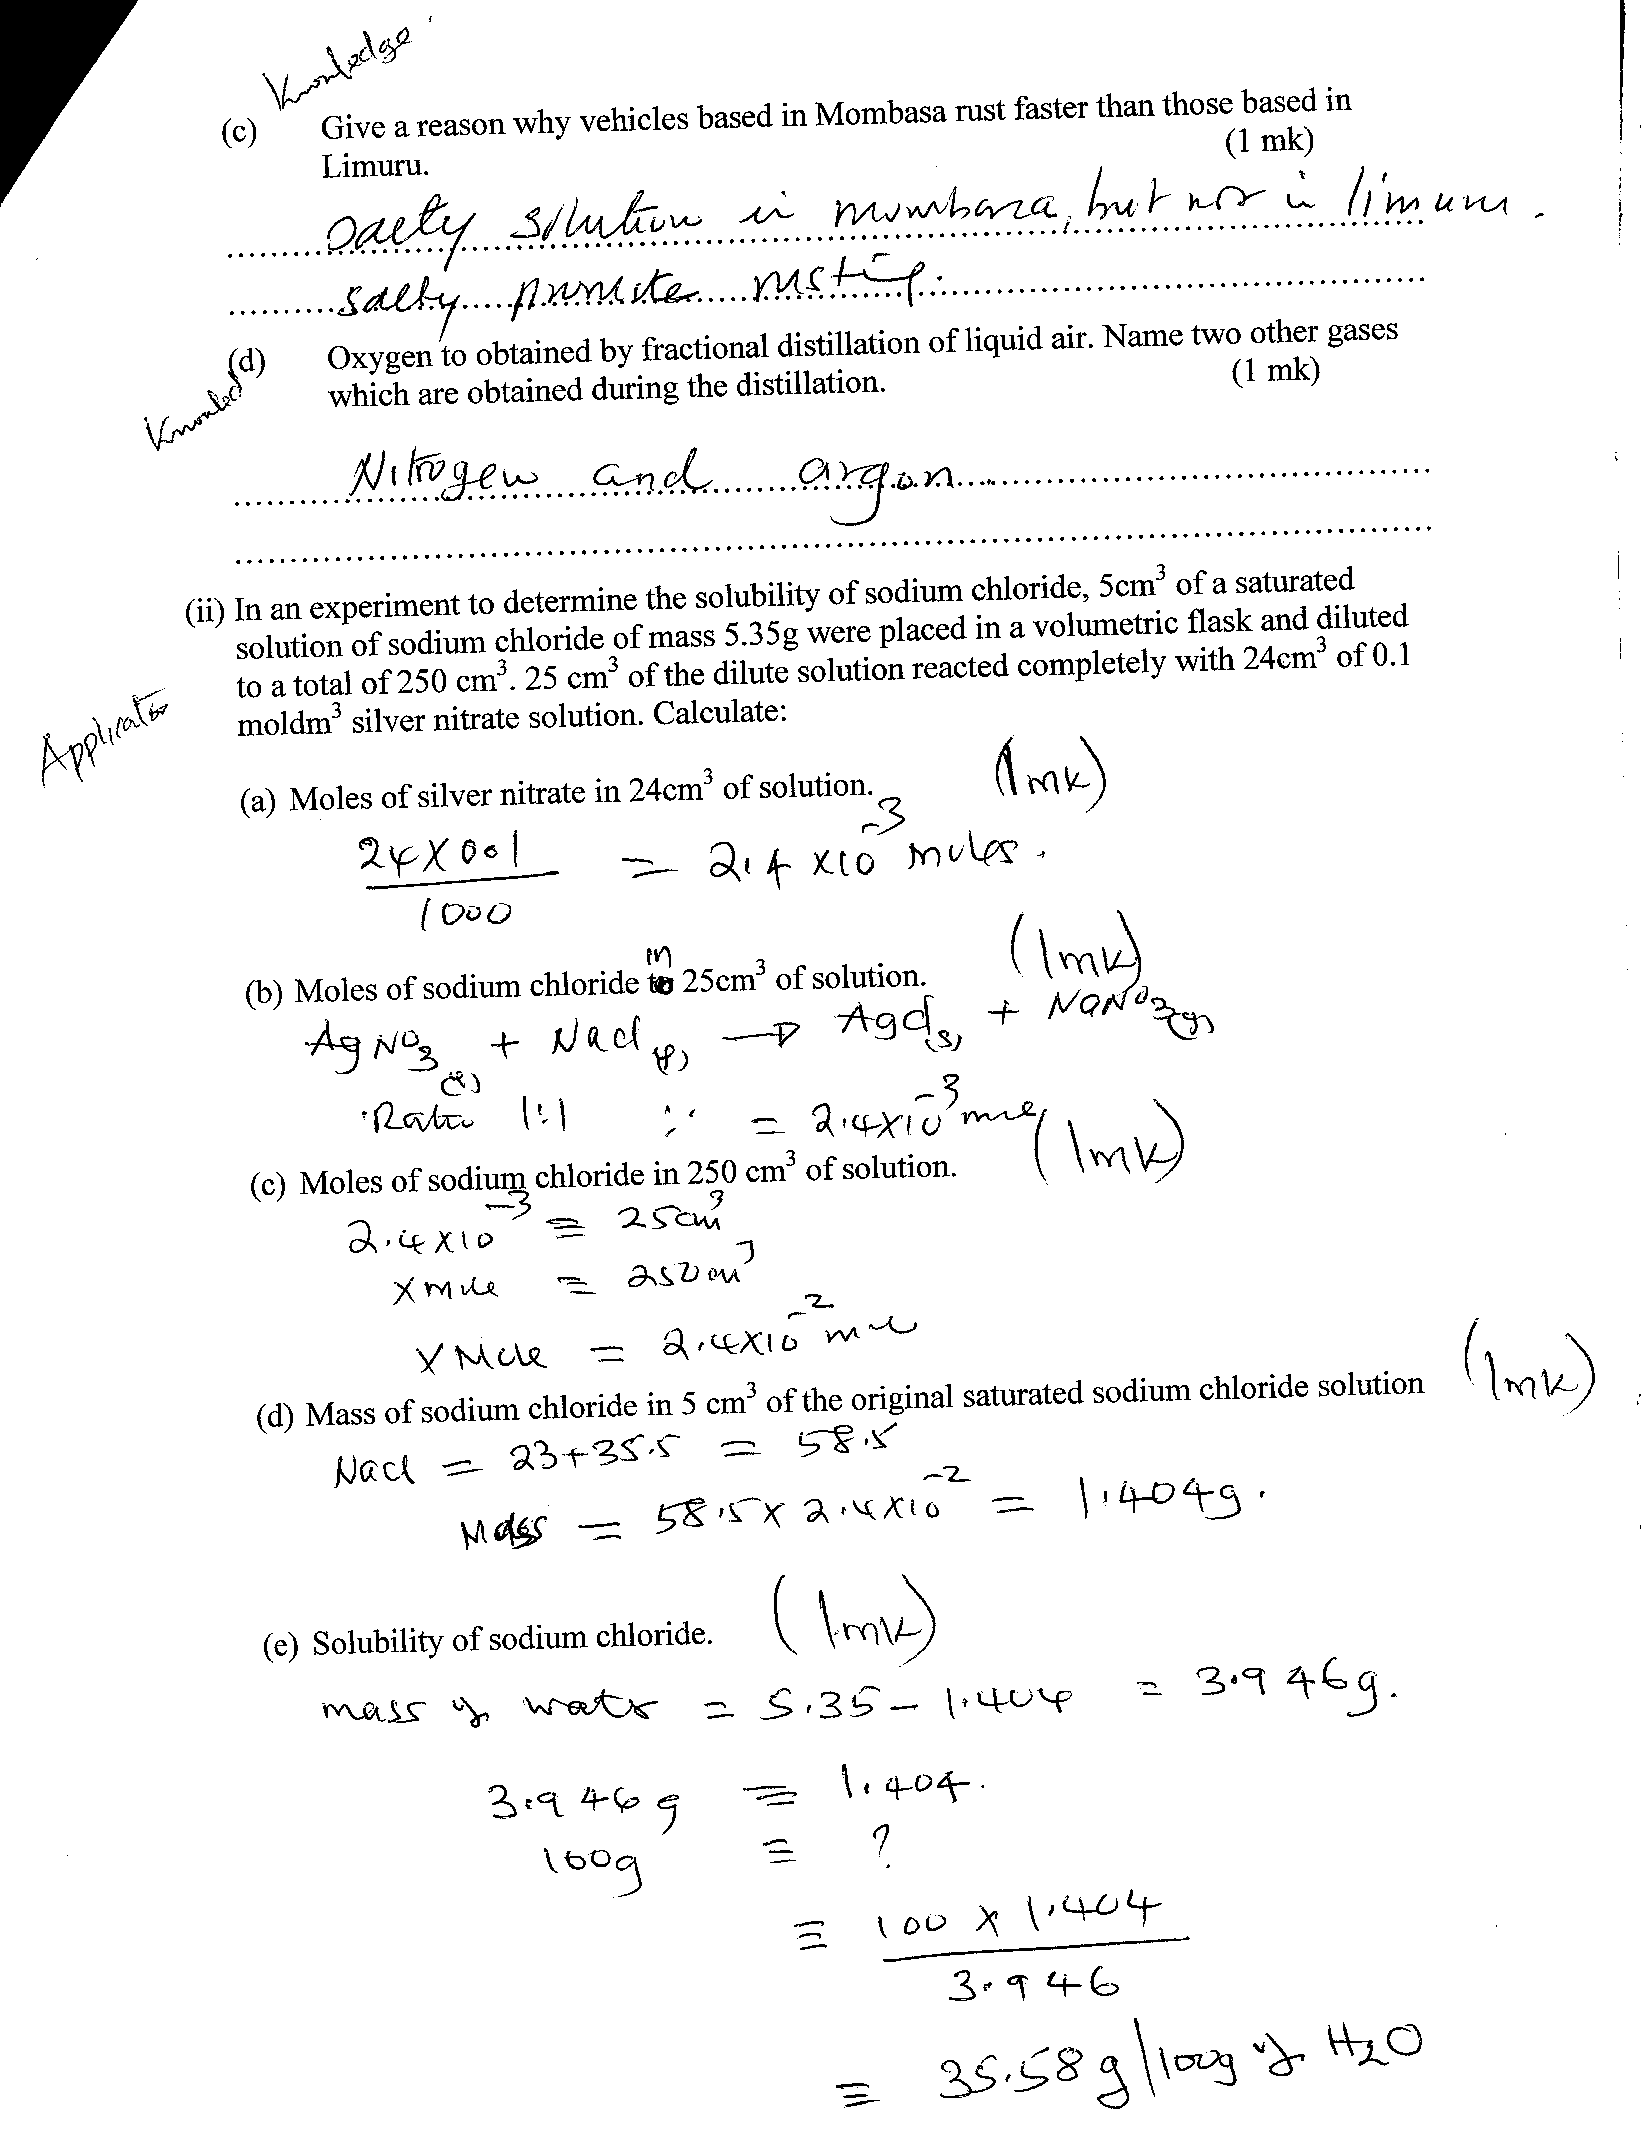 Knowledge
(c) Give a reason why vehicles based in Mombasa rust faster than those based in
Limuru. (1 mk)
Salty solution in mombasa, but not in limuru.
salty promote rusting.
Knowled
(d) Oxygen to obtained by fractional distillation of liquid air. Name two other gases
which are obtained during the distillation. (1 mk)
Nitrogen and argon
(ii) In an experiment to determine the solubility of sodium chloride, 5cm³ of a saturated
solution of sodium chloride of mass 5.35g were placed in a volumetric flask and diluted
to a total of 250 cm³. 25 cm³ of the dilute solution reacted completely with 24cm³ of 0.1
moldm³ silver nitrate solution. Calculate:
Application
(a) Moles of silver nitrate in 24cm³ of solution. (1mk)
24 X 0.1 = 2.4 X10⁻³ moles.
1000
(b) Moles of sodium chloride in 25cm³ of solution. (1mk)
AgNO₃ + Nacl → Agcl(s) + NaNO₃
Ratio 1:1 ∴ = 2.4X10⁻³ mole
(c) Moles of sodium chloride in 250 cm³ of solution. (1mk)
2.4 X10⁻³ = 25cm³
X mole = 250cm³
X Mole = 2.4X10⁻² mole
(d) Mass of sodium chloride in 5 cm³ of the original saturated sodium chloride solution (1mk)
Nacl = 23+35.5 = 58.5
Mass = 58.5 X 2.4 X10⁻² = 1.404g.
(e) Solubility of sodium chloride. (1mk)
mass of water = 5.35 – 1.404 = 3.946g.
3.946g ≡ 1.404.
100g ≡ ?
≡ 100 x 1.404
3.946
≡ 35.58g/100g of H₂O